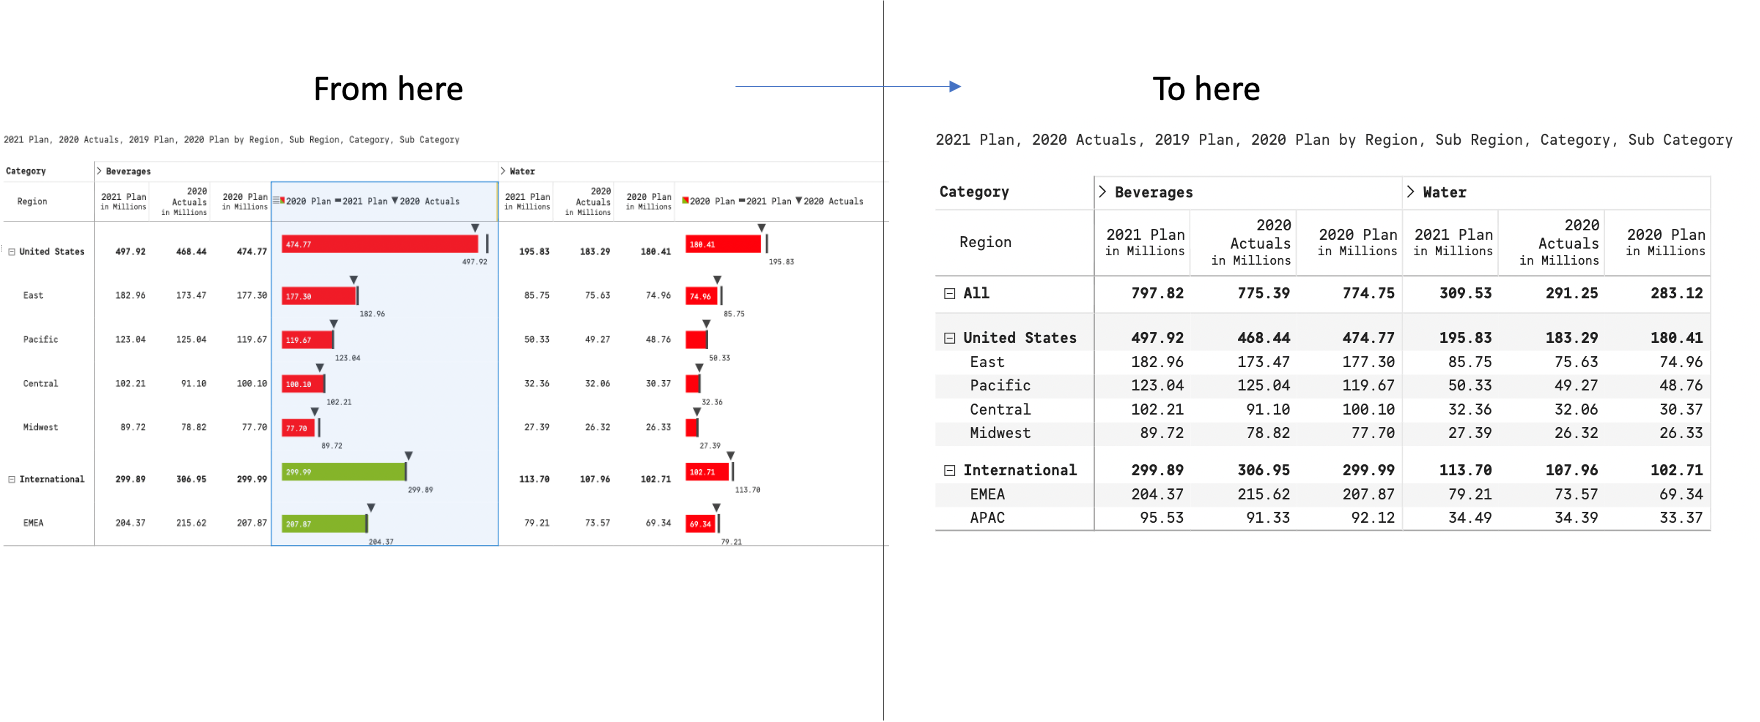 From here
To here
2021 Plan, 2020 Actuals, 2019 Plan, 2020 Plan by Region, Sub Region, Category, Sub Category
Category > Beverages > Water
Region 2021 Plan in Millions 2020 Actuals in Millions 2020 Plan in Millions 2020 Plan 2021 Plan 2020 Actuals 2021 Plan in Millions 2020 Actuals in Millions 2020 Plan in Millions 2020 Plan 2021 Plan 2020 Actuals
United States 497.92 468.44 474.77 474.77 497.92 195.83 183.29 180.41 180.41 195.83
East 182.96 173.47 177.30 177.30 182.96 85.75 75.63 74.96 74.96 85.75
Pacific 123.04 125.04 119.67 119.67 123.04 50.33 49.27 48.76 50.33
Central 102.21 91.10 100.10 100.10 102.21 32.36 32.06 30.37 32.36
Midwest 89.72 78.82 77.70 77.70 89.72 27.39 26.32 26.33 27.39
International 299.89 306.95 299.99 299.99 299.89 113.70 107.96 102.71 102.71 113.70
EMEA 204.37 215.62 207.87 207.87 204.37 79.21 73.57 69.34 69.34 79.21
2021 Plan, 2020 Actuals, 2019 Plan, 2020 Plan by Region, Sub Region, Category, Sub Category
Category > Beverages > Water
Region 2021 Plan in Millions 2020 Actuals in Millions 2020 Plan in Millions 2021 Plan in Millions 2020 Actuals in Millions 2020 Plan in Millions
All 797.82 775.39 774.75 309.53 291.25 283.12
United States 497.92 468.44 474.77 195.83 183.29 180.41
East 182.96 173.47 177.30 85.75 75.63 74.96
Pacific 123.04 125.04 119.67 50.33 49.27 48.76
Central 102.21 91.10 100.10 32.36 32.06 30.37
Midwest 89.72 78.82 77.70 27.39 26.32 26.33
International 299.89 306.95 299.99 113.70 107.96 102.71
EMEA 204.37 215.62 207.87 79.21 73.57 69.34
APAC 95.53 91.33 92.12 34.49 34.39 33.37